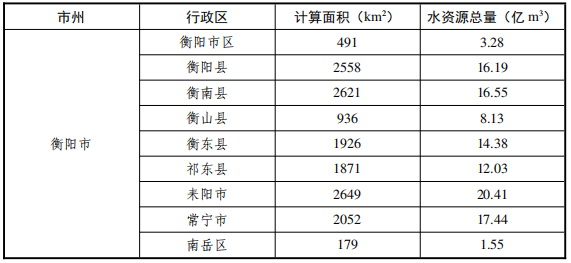 市州 行政区 计算面积（km²） 水资源总量（亿 m³）
衡阳市区 491 3.28
衡阳县 2558 16.19
衡南县 2621 16.55
衡山县 936 8.13
衡阳市 衡东县 1926 14.38
祁东县 1871 12.03
耒阳市 2649 20.41
常宁市 2052 17.44
南岳区 179 1.55